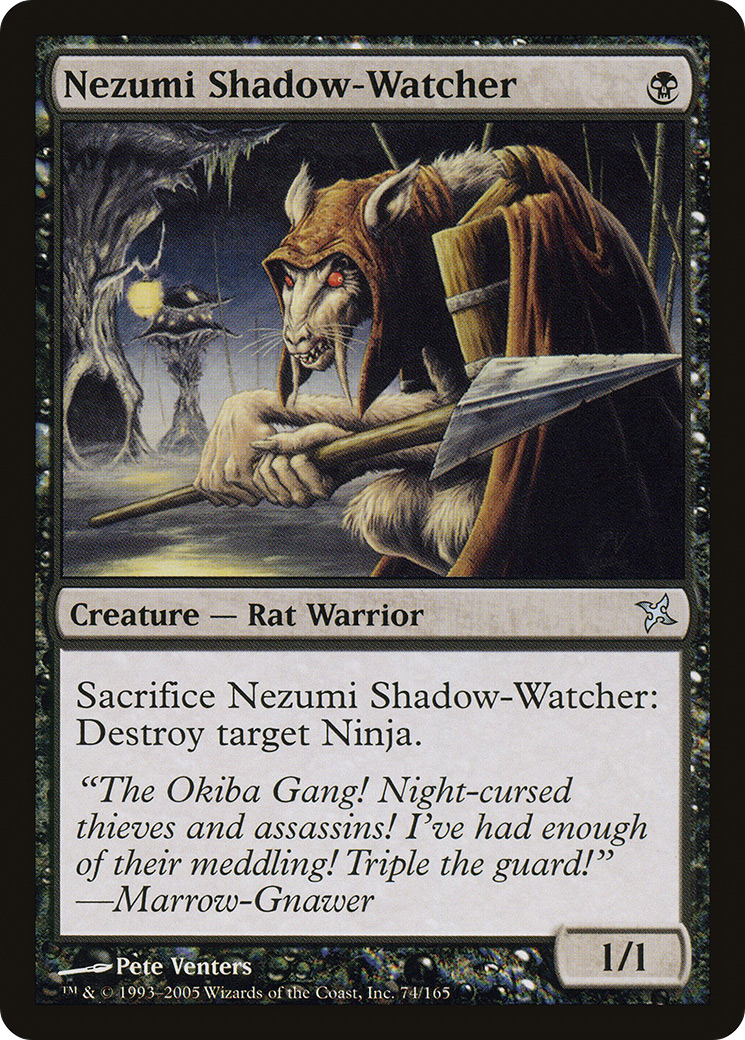 Nezumi Shadow-Watcher
Creature — Rat Warrior
Sacrifice Nezumi Shadow-Watcher:
Destroy target Ninja.
“The Okiba Gang! Night-cursed
thieves and assassins! I’ve had enough
of their meddling! Triple the guard!”
—Marrow-Gnawer
1/1
Pete Venters
™ & © 1993–2005 Wizards of the Coast, Inc. 74/165